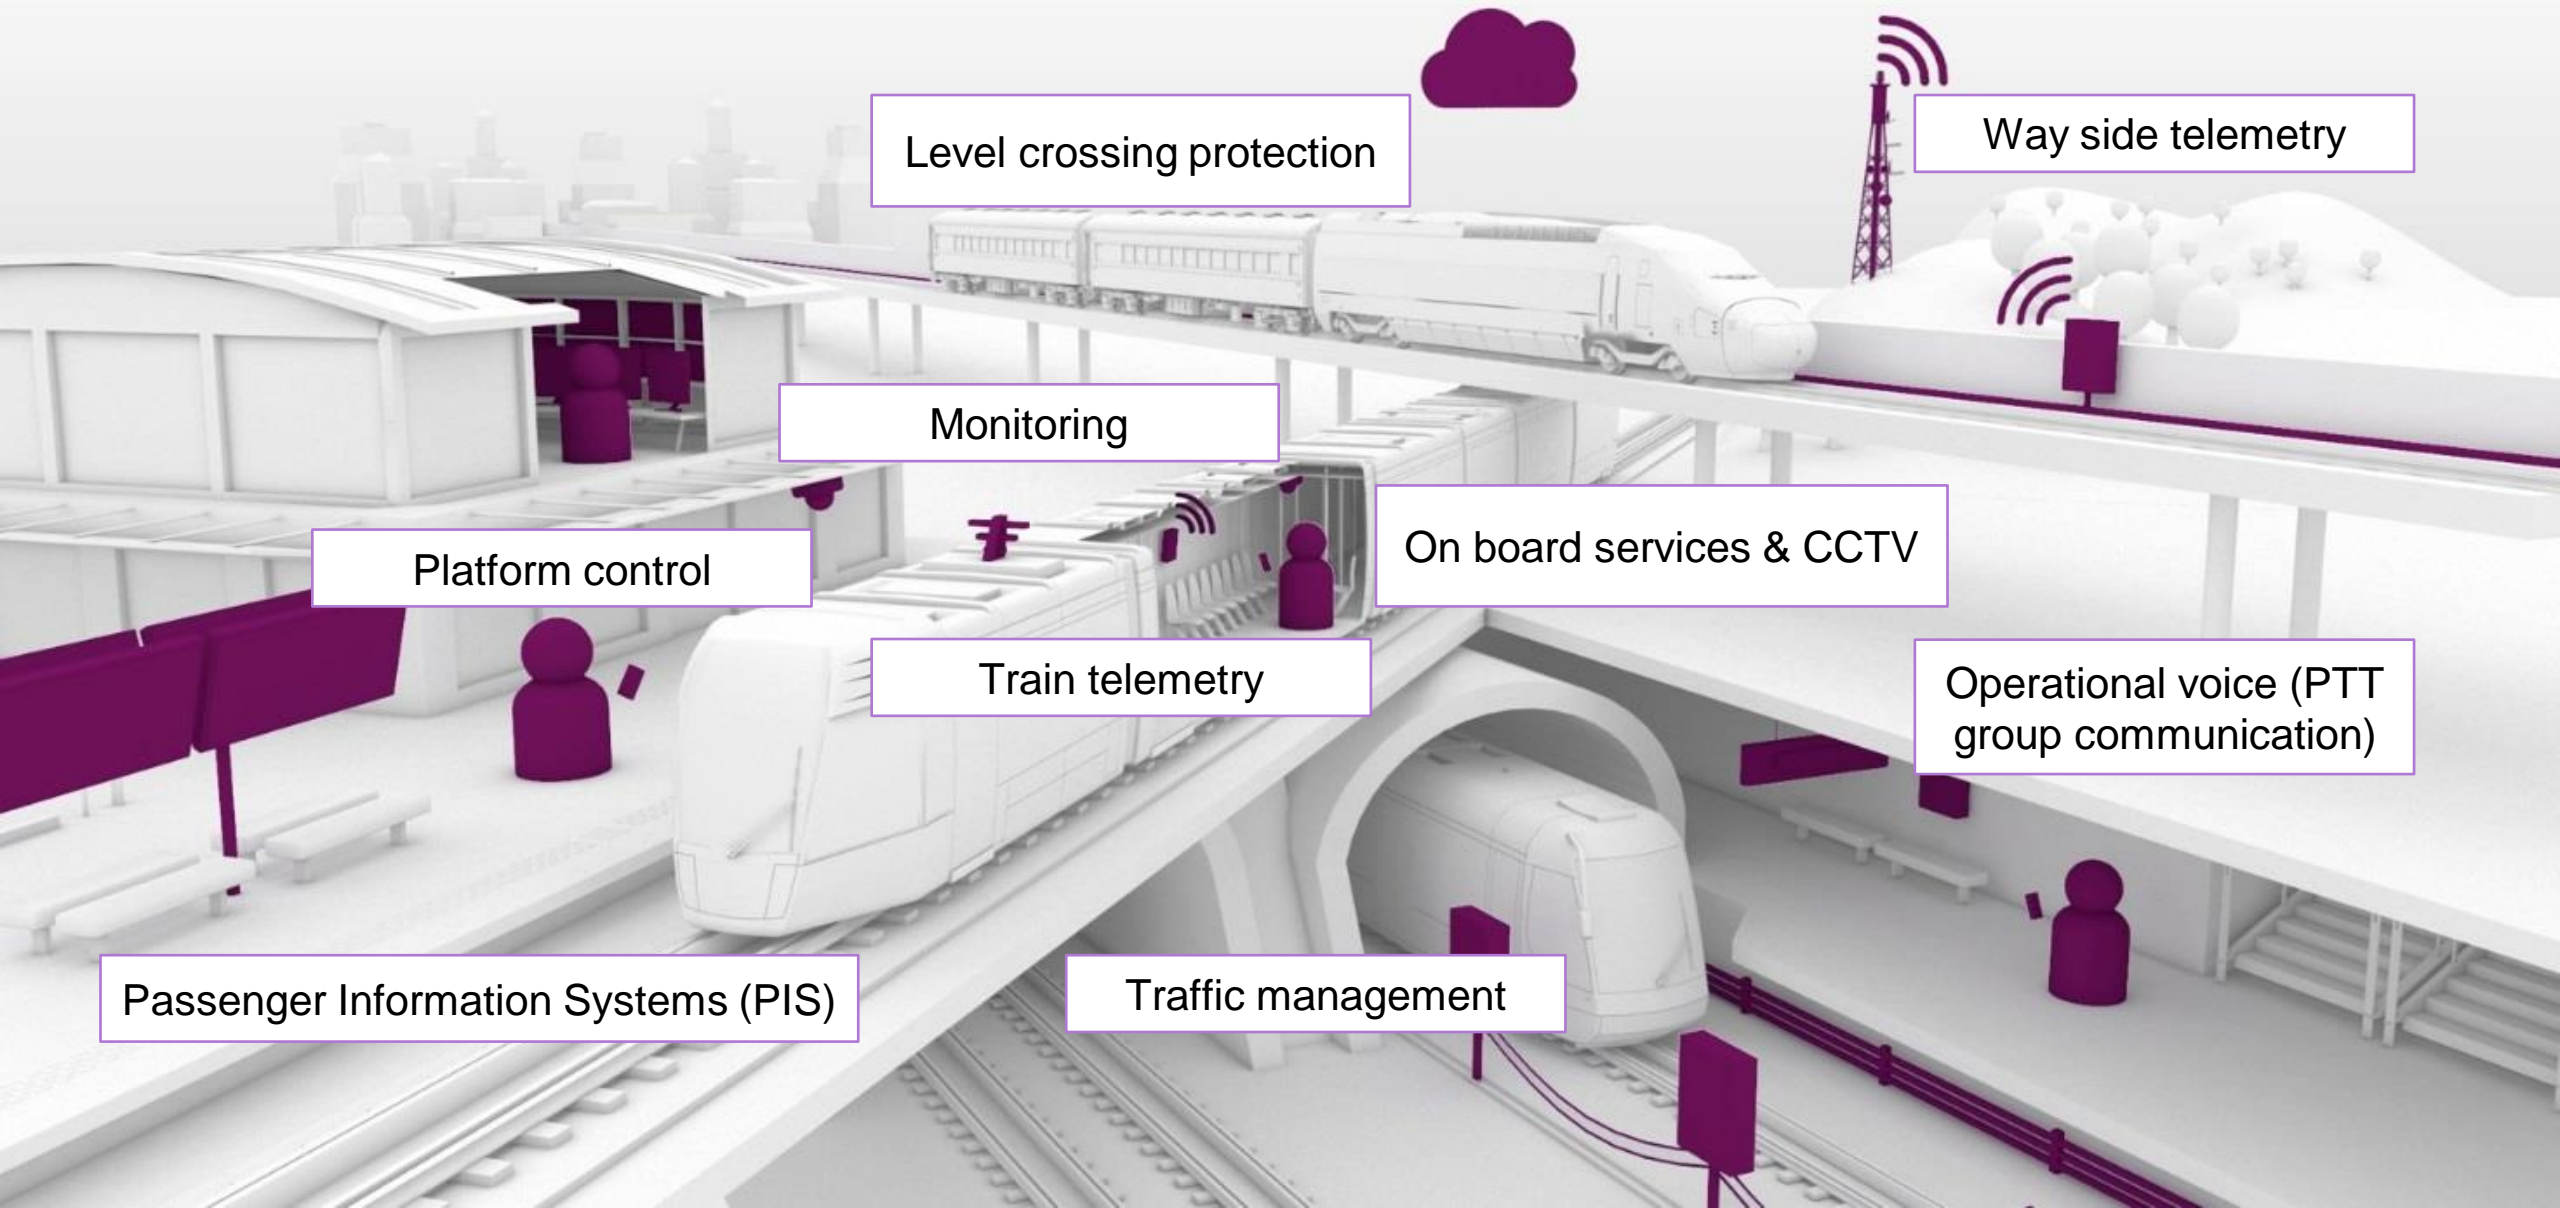 Level crossing protection
Way side telemetry
Monitoring
On board services & CCTV
Platform control
Train telemetry
Operational voice (PTT
group communication)
Passenger Information Systems (PIS)
Traffic management